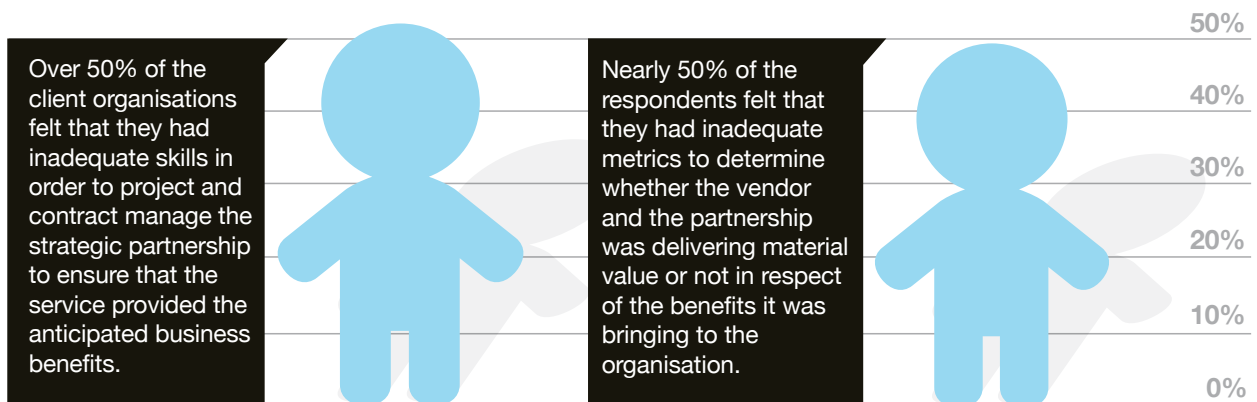 Over 50% of the
client organisations
felt that they had
inadequate skills in
order to project and
contract manage the
strategic partnership
to ensure that the
service provided the
anticipated business
benefits.
Nearly 50% of the
respondents felt that
they had inadequate
metrics to determine
whether the vendor
and the partnership
was delivering material
value or not in respect
of the benefits it was
bringing to the
organisation.
50%
40%
30%
20%
10%
0%